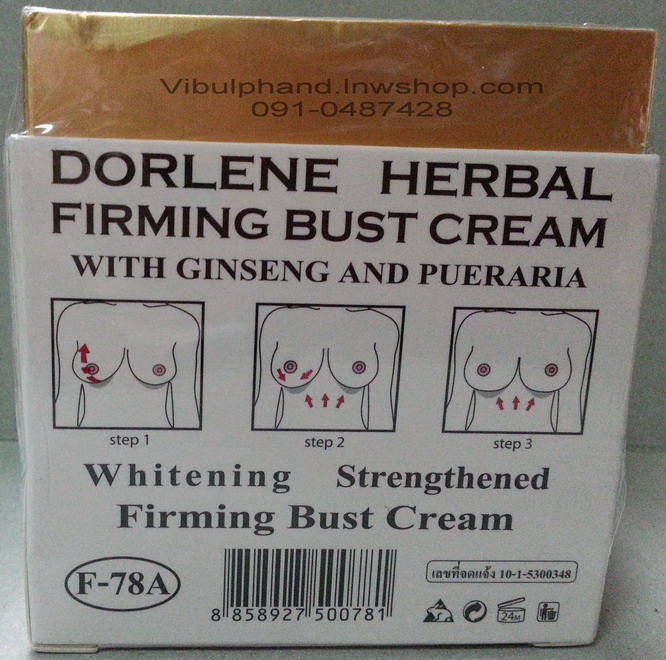 Vibulphand.lnwshop.com
091-0487428
DORLENE HERBAL
FIRMING BUST CREAM
WITH GINSENG AND PUERARIA
step 1
step 2
step 3
Whitening Strengthened
Firming Bust Cream
F-78A
8 858927 500781
เลขที่จดแจ้ง 10-1-5300348
24M